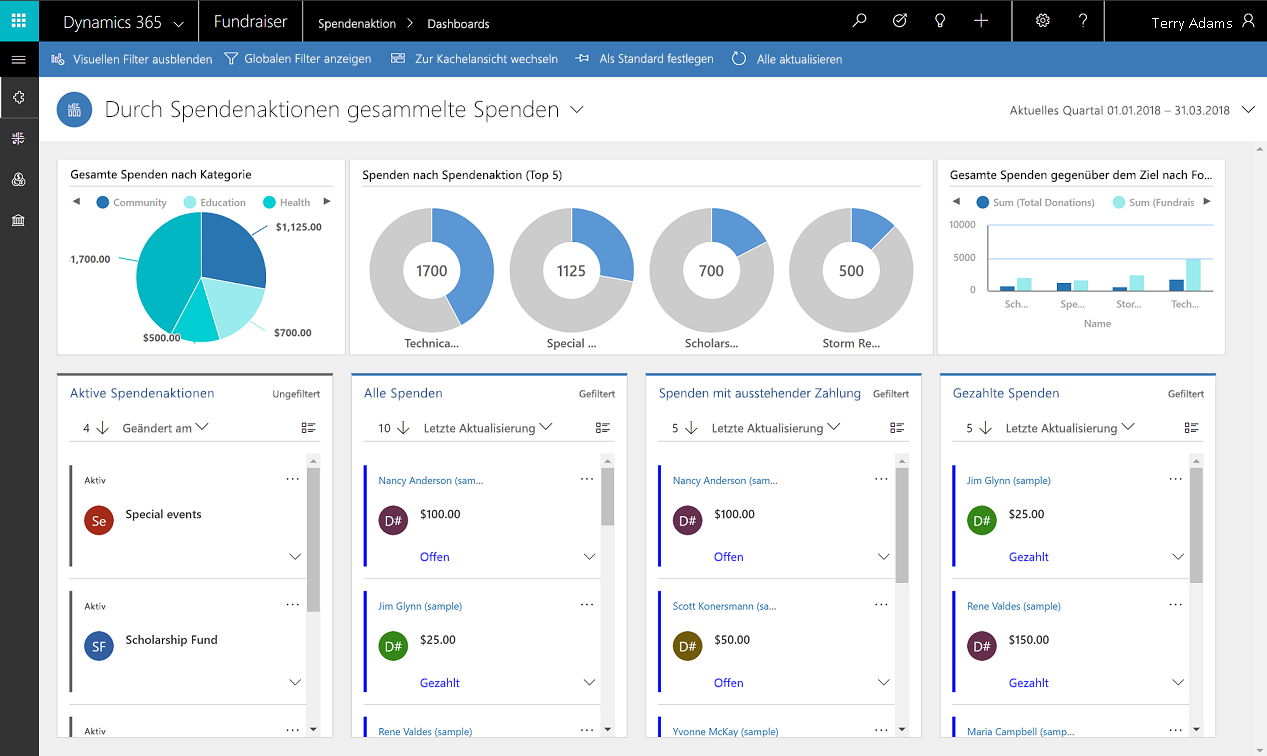 Dynamics 365 Fundraiser Spendenaktion > Dashboards Terry Adams
Visuellen Filter ausblenden Globalen Filter anzeigen Zur Kachelansicht wechseln Als Standard festlegen Alle aktualisieren
Durch Spendenaktionen gesammelte Spenden
Aktuelles Quartal 01.01.2018 – 31.03.2018
Gesamte Spenden nach Kategorie
Community Education Health
$1,125.00
1,700.00
$700.00
$500.00
Spenden nach Spendenaktion (Top 5)
1700 1125 700 500
Technica... Special ... Scholars... Storm Re...
Gesamte Spenden gegenüber dem Ziel nach Fo...
Sum (Total Donations) Sum (Fundrais
10000
5000
0
Sch... Spe... Stor... Tech...
Name
Aktive Spendenaktionen Ungefiltert
4 Geändert am
Aktiv ...
Se Special events
Aktiv ...
SF Scholarship Fund
Aktiv ...
Alle Spenden Gefiltert
10 Letzte Aktualisierung
Nancy Anderson (sam... ...
D# $100.00
Offen
Jim Glynn (sample) ...
D# $25.00
Gezahlt
Rene Valdes (sample) ...
Spenden mit ausstehender Zahlung Gefiltert
5 Letzte Aktualisierung
Nancy Anderson (sam... ...
D# $100.00
Offen
Scott Konersmann (sa... ...
D# $50.00
Offen
Yvonne McKay (sample) ...
Gezahlte Spenden Gefiltert
5 Letzte Aktualisierung
Jim Glynn (sample) ...
D# $25.00
Gezahlt
Rene Valdes (sample) ...
D# $150.00
Gezahlt
Maria Campbell (samp... ...